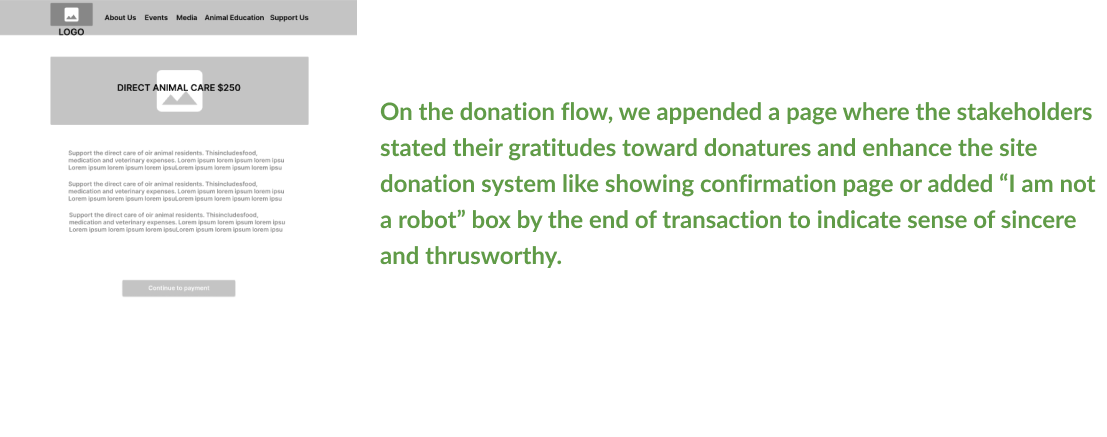 About Us Events Media Animal Education Support Us
LOGO
DIRECT ANIMAL CARE $250
Support the direct care of oir animal residents. Thisincludesfood,
medication and veterinary expenses. Lorem ipsum lorem ipsum lorem ipsu
Lorem ipsum lorem ipsum lorem ipsuLorem ipsum lorem ipsum lorem ipsu
Support the direct care of oir animal residents. Thisincludesfood,
medication and veterinary expenses. Lorem ipsum lorem ipsum lorem ipsu
Lorem ipsum lorem ipsum lorem ipsuLorem ipsum lorem ipsum lorem ipsu
Support the direct care of oir animal residents. Thisincludesfood,
medication and veterinary expenses. Lorem ipsum lorem ipsum lorem ipsu
Lorem ipsum lorem ipsum lorem ipsuLorem ipsum lorem ipsum lorem ipsu
Continue to payment
On the donation flow, we appended a page where the stakeholders
stated their gratitudes toward donatures and enhance the site
donation system like showing confirmation page or added “I am not
a robot” box by the end of transaction to indicate sense of sincere
and thrusworthy.